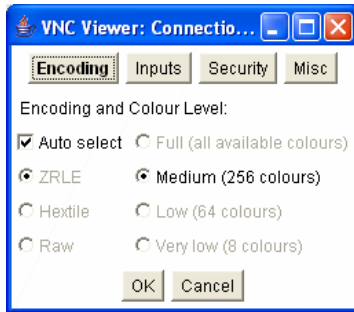 VNC Viewer: Connectio...
Encoding Inputs Security Misc
Encoding and Colour Level:
Auto select Full (all available colours)
ZRLE Medium (256 colours)
Hextile Low (64 colours)
Raw Very low (8 colours)
OK Cancel